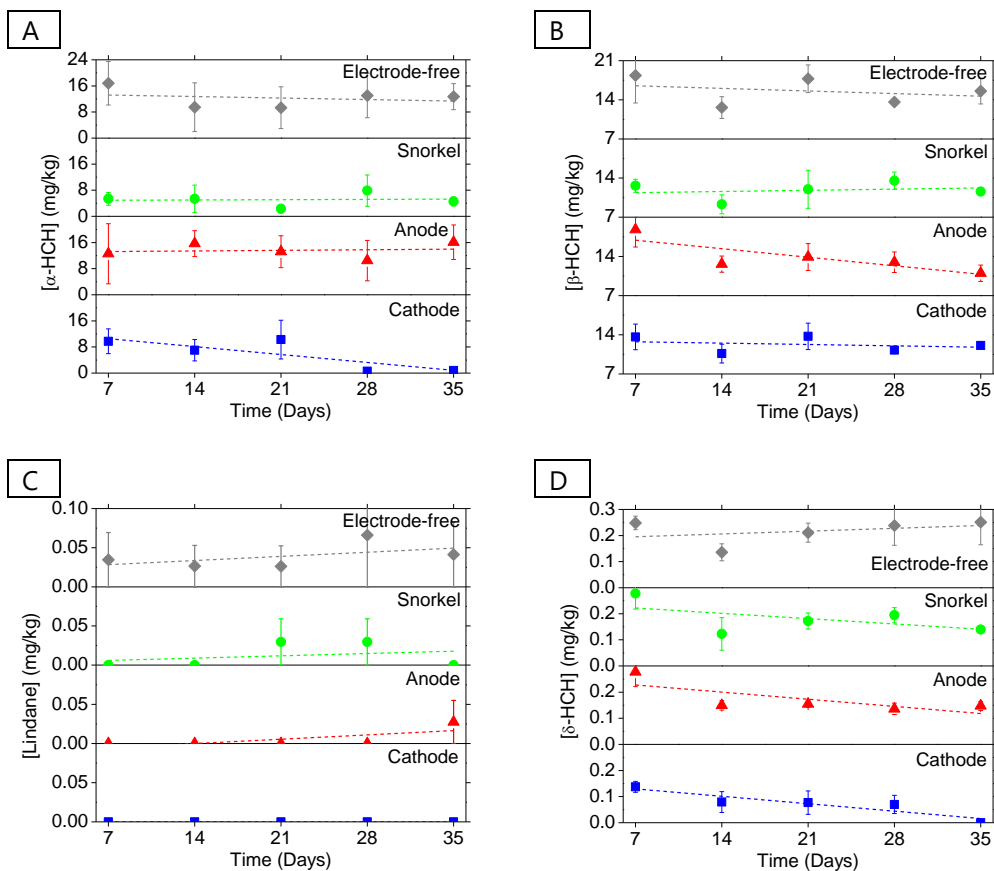 A
[α-HCH] (mg/kg)
24
16
8
0
Electrode-free
16
8
0
Snorkel
16
8
0
Anode
16
8
0
Cathode
7 14 21 28 35
Time (Days)
B
[β-HCH] (mg/kg)
21
14
7
Electrode-free
14
7
Snorkel
14
7
Anode
14
7
Cathode
7 14 21 28 35
Time (Days)
C
[Lindane] (mg/kg)
0.10
0.05
0.00
Electrode-free
0.05
0.00
Snorkel
0.05
0.00
Anode
0.05
0.00
Cathode
7 14 21 28 35
Time (Days)
D
[δ-HCH] (mg/kg)
0.3
0.2
0.1
0.0
Electrode-free
0.2
0.1
0.0
Snorkel
0.2
0.1
0.0
Anode
0.2
0.1
0.0
Cathode
7 14 21 28 35
Time (Days)